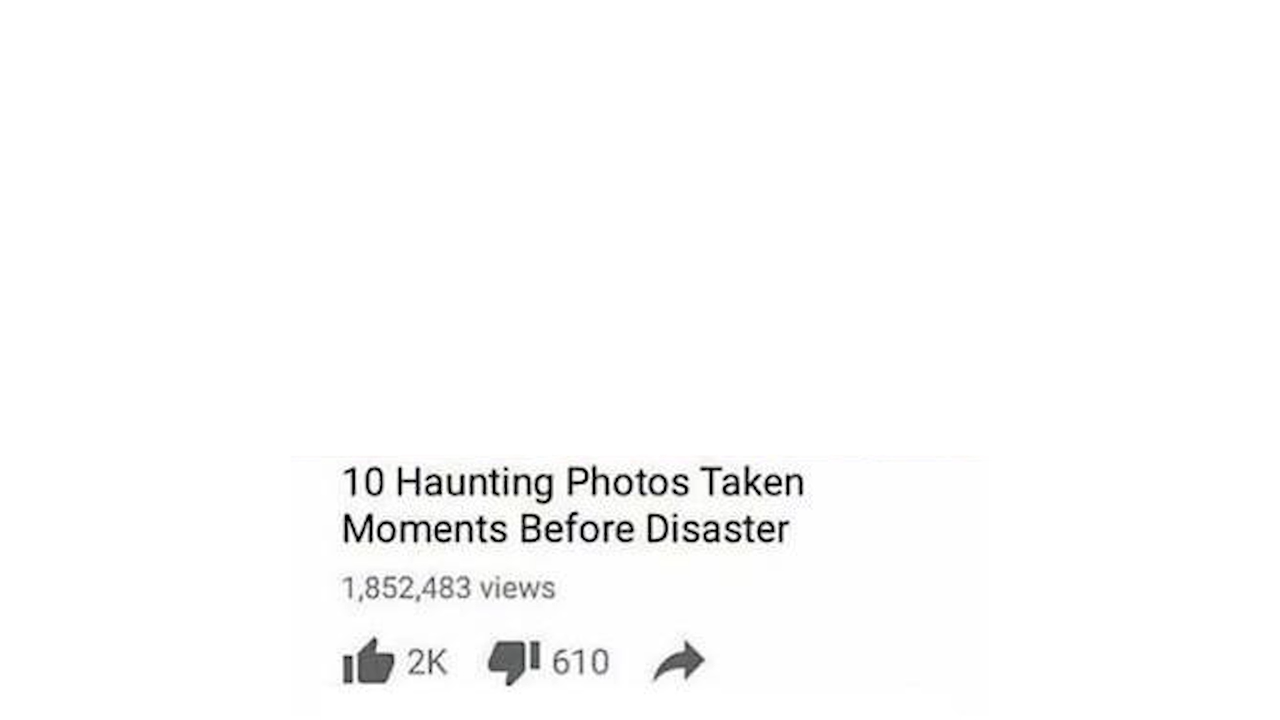 10 Haunting Photos Taken
Moments Before Disaster
1,852,483 views
2K 610